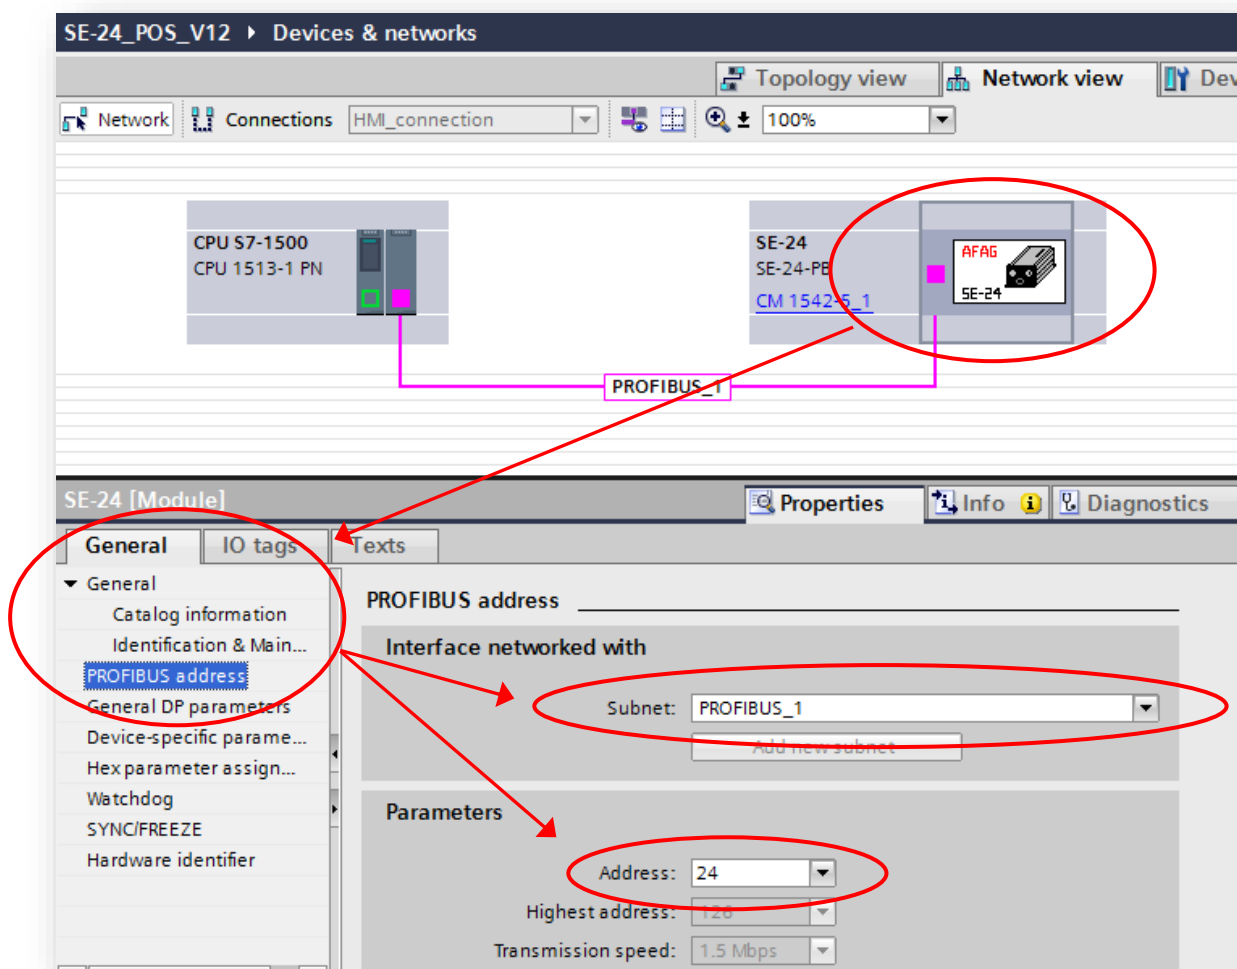 SE-24_POS_V12 ▸ Devices & networks
Topology view
Network view
Dev
Network
Connections
HMI_connection
100%
CPU S7-1500
CPU 1513-1 PN
SE-24
SE-24-PB
CM 1542-5_1
AFAG
SE-24
PROFIBUS_1
SE-24 [Module]
Properties
Info
Diagnostics
General
IO tags
Texts
General
Catalog information
Identification & Main...
PROFIBUS address
General DP parameters
Device-specific parame...
Hex parameter assign...
Watchdog
SYNC/FREEZE
Hardware identifier
PROFIBUS address
Interface networked with
Subnet: PROFIBUS_1
Add new subnet
Parameters
Address: 24
Highest address: 126
Transmission speed: 1.5 Mbps